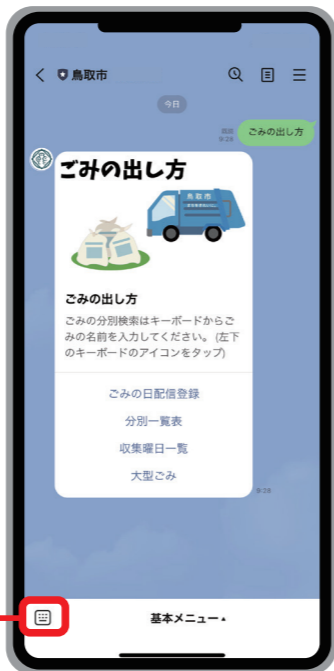 鳥取市
今日
既読
9:28
ごみの出し方
ごみの出し方
鳥取市
ごみの出し方
ごみの分別検索はキーボードからご
みの名前を入力してください。(左下
のキーボードのアイコンをタップ)
ごみの日配信登録
分別一覧表
収集曜日一覧
大型ごみ
9:28
基本メニュー▲